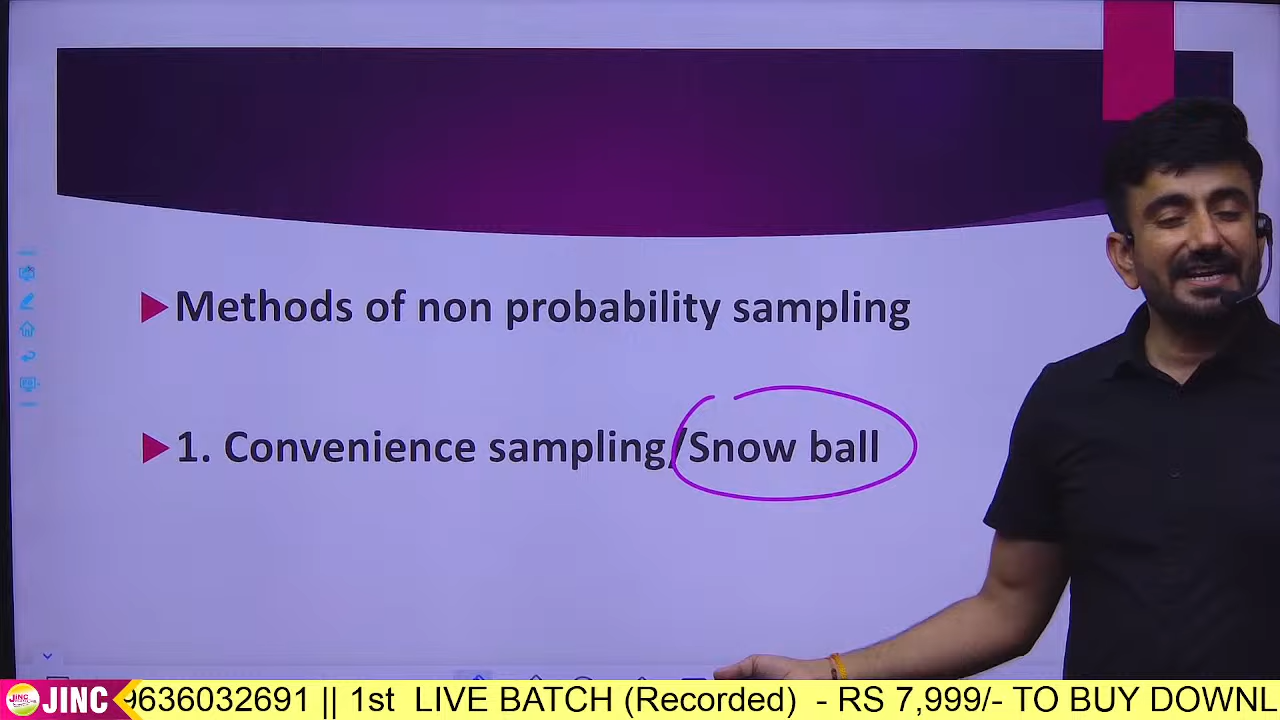 Methods of non probability sampling
1. Convenience sampling/Snow ball
JINC 9636032691 || 1st LIVE BATCH (Recorded) - RS 7,999/- TO BUY DOWNL